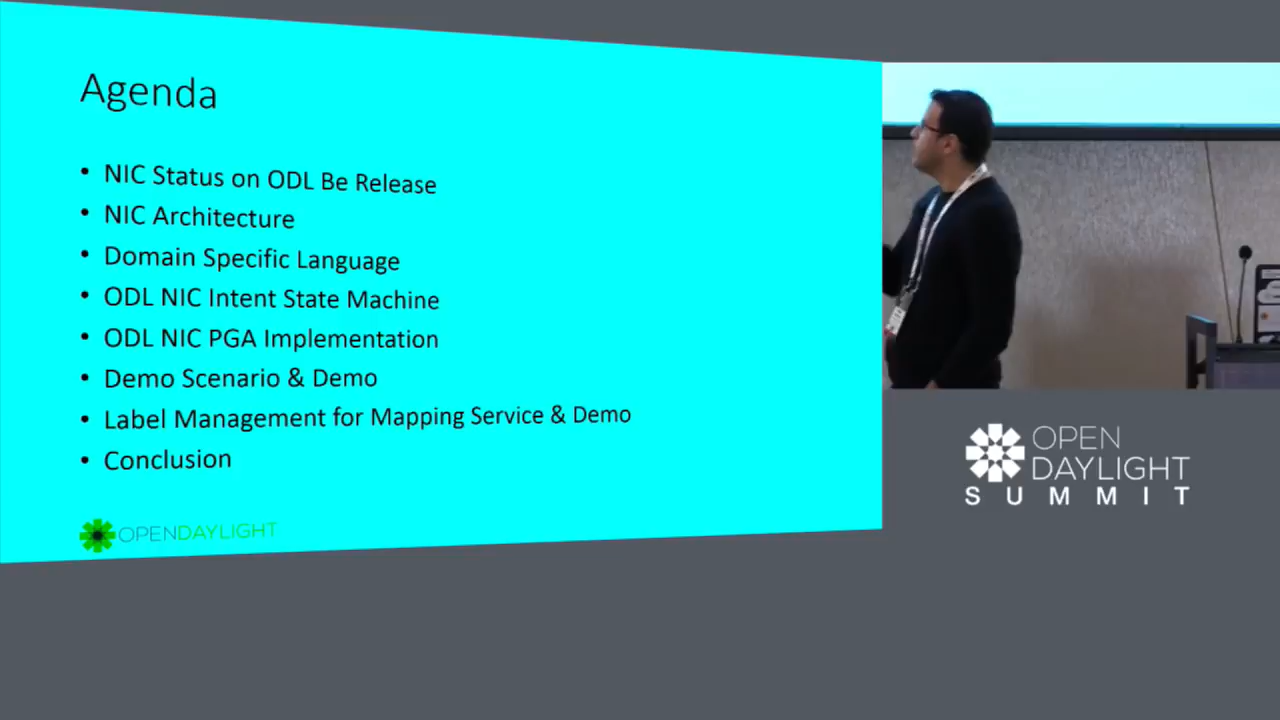 Agenda
• NIC Status on ODL Be Release
• NIC Architecture
• Domain Specific Language
• ODL NIC Intent State Machine
• ODL NIC PGA Implementation
• Demo Scenario & Demo
• Label Management for Mapping Service & Demo
• Conclusion
OPENDAYLIGHT
OPEN
DAYLIGHT
SUMMIT